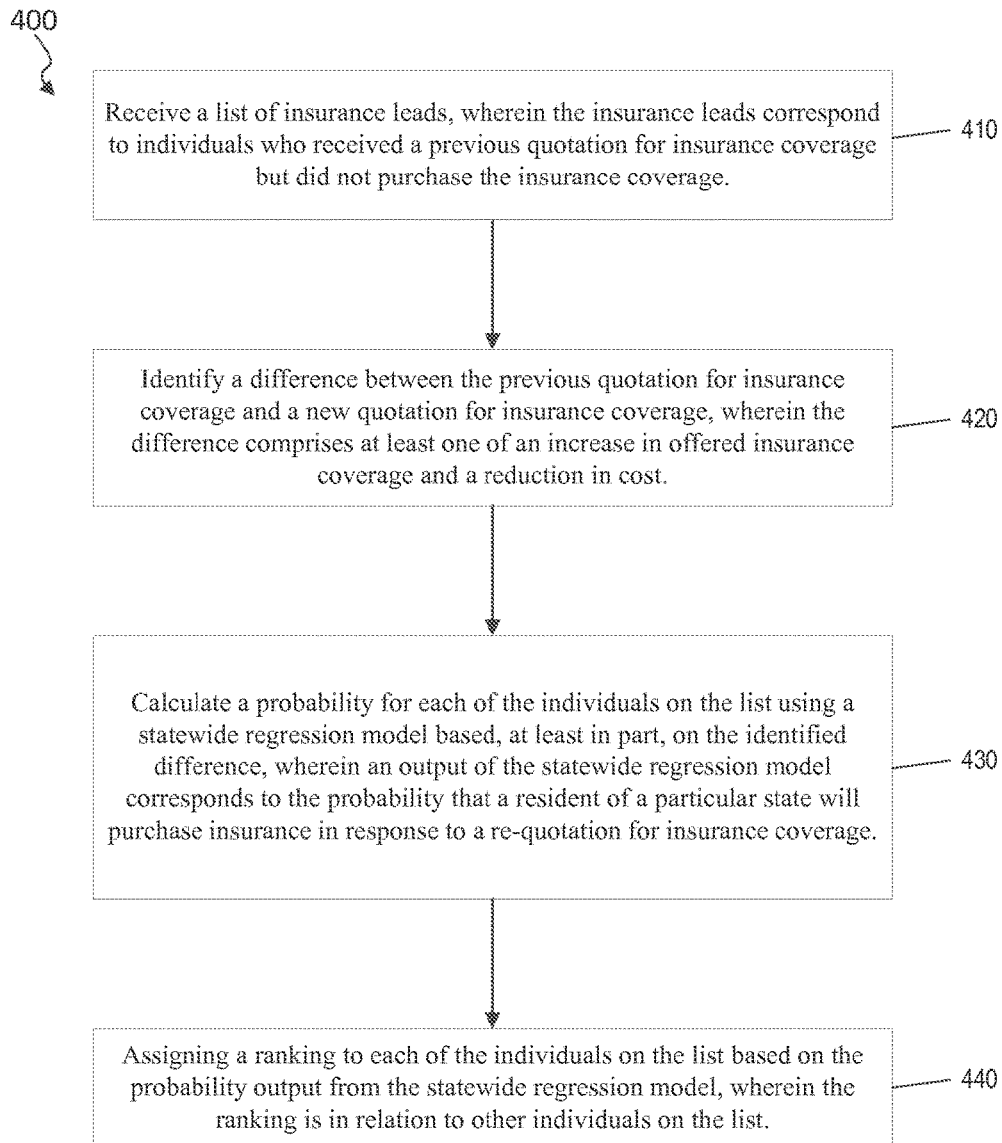 400
Receive a list of insurance leads, wherein the insurance leads correspond
to individuals who received a previous quotation for insurance coverage
but did not purchase the insurance coverage.
410
Identify a difference between the previous quotation for insurance
coverage and a new quotation for insurance coverage, wherein the
difference comprises at least one of an increase in offered insurance
coverage and a reduction in cost.
420
Calculate a probability for each of the individuals on the list using a
statewide regression model based, at least in part, on the identified
difference, wherein an output of the statewide regression model
corresponds to the probability that a resident of a particular state will
purchase insurance in response to a re-quotation for insurance coverage.
430
Assigning a ranking to each of the individuals on the list based on the
probability output from the statewide regression model, wherein the
ranking is in relation to other individuals on the list.
440